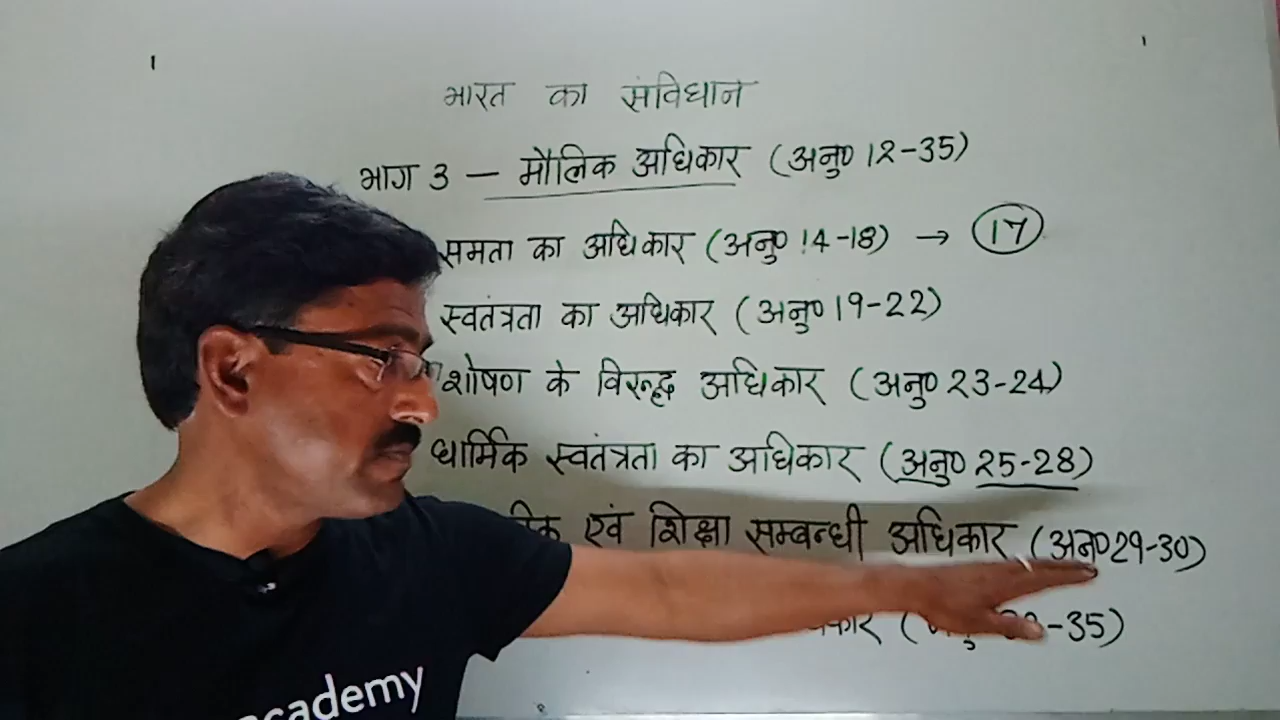 भारत का संविधान
भाग 3 — मौलिक अधिकार (अनु० 12-35)
समता का अधिकार (अनु० 14-18) → 17
स्वतंत्रता का अधिकार (अनु० 19-22)
शोषण के विरूद्ध अधिकार (अनु० 23-24)
धार्मिक स्वतंत्रता का अधिकार (अनु० 25-28)
एवं शिक्षा सम्बन्धी अधिकार (अनु० 29-30)
-35)
academy